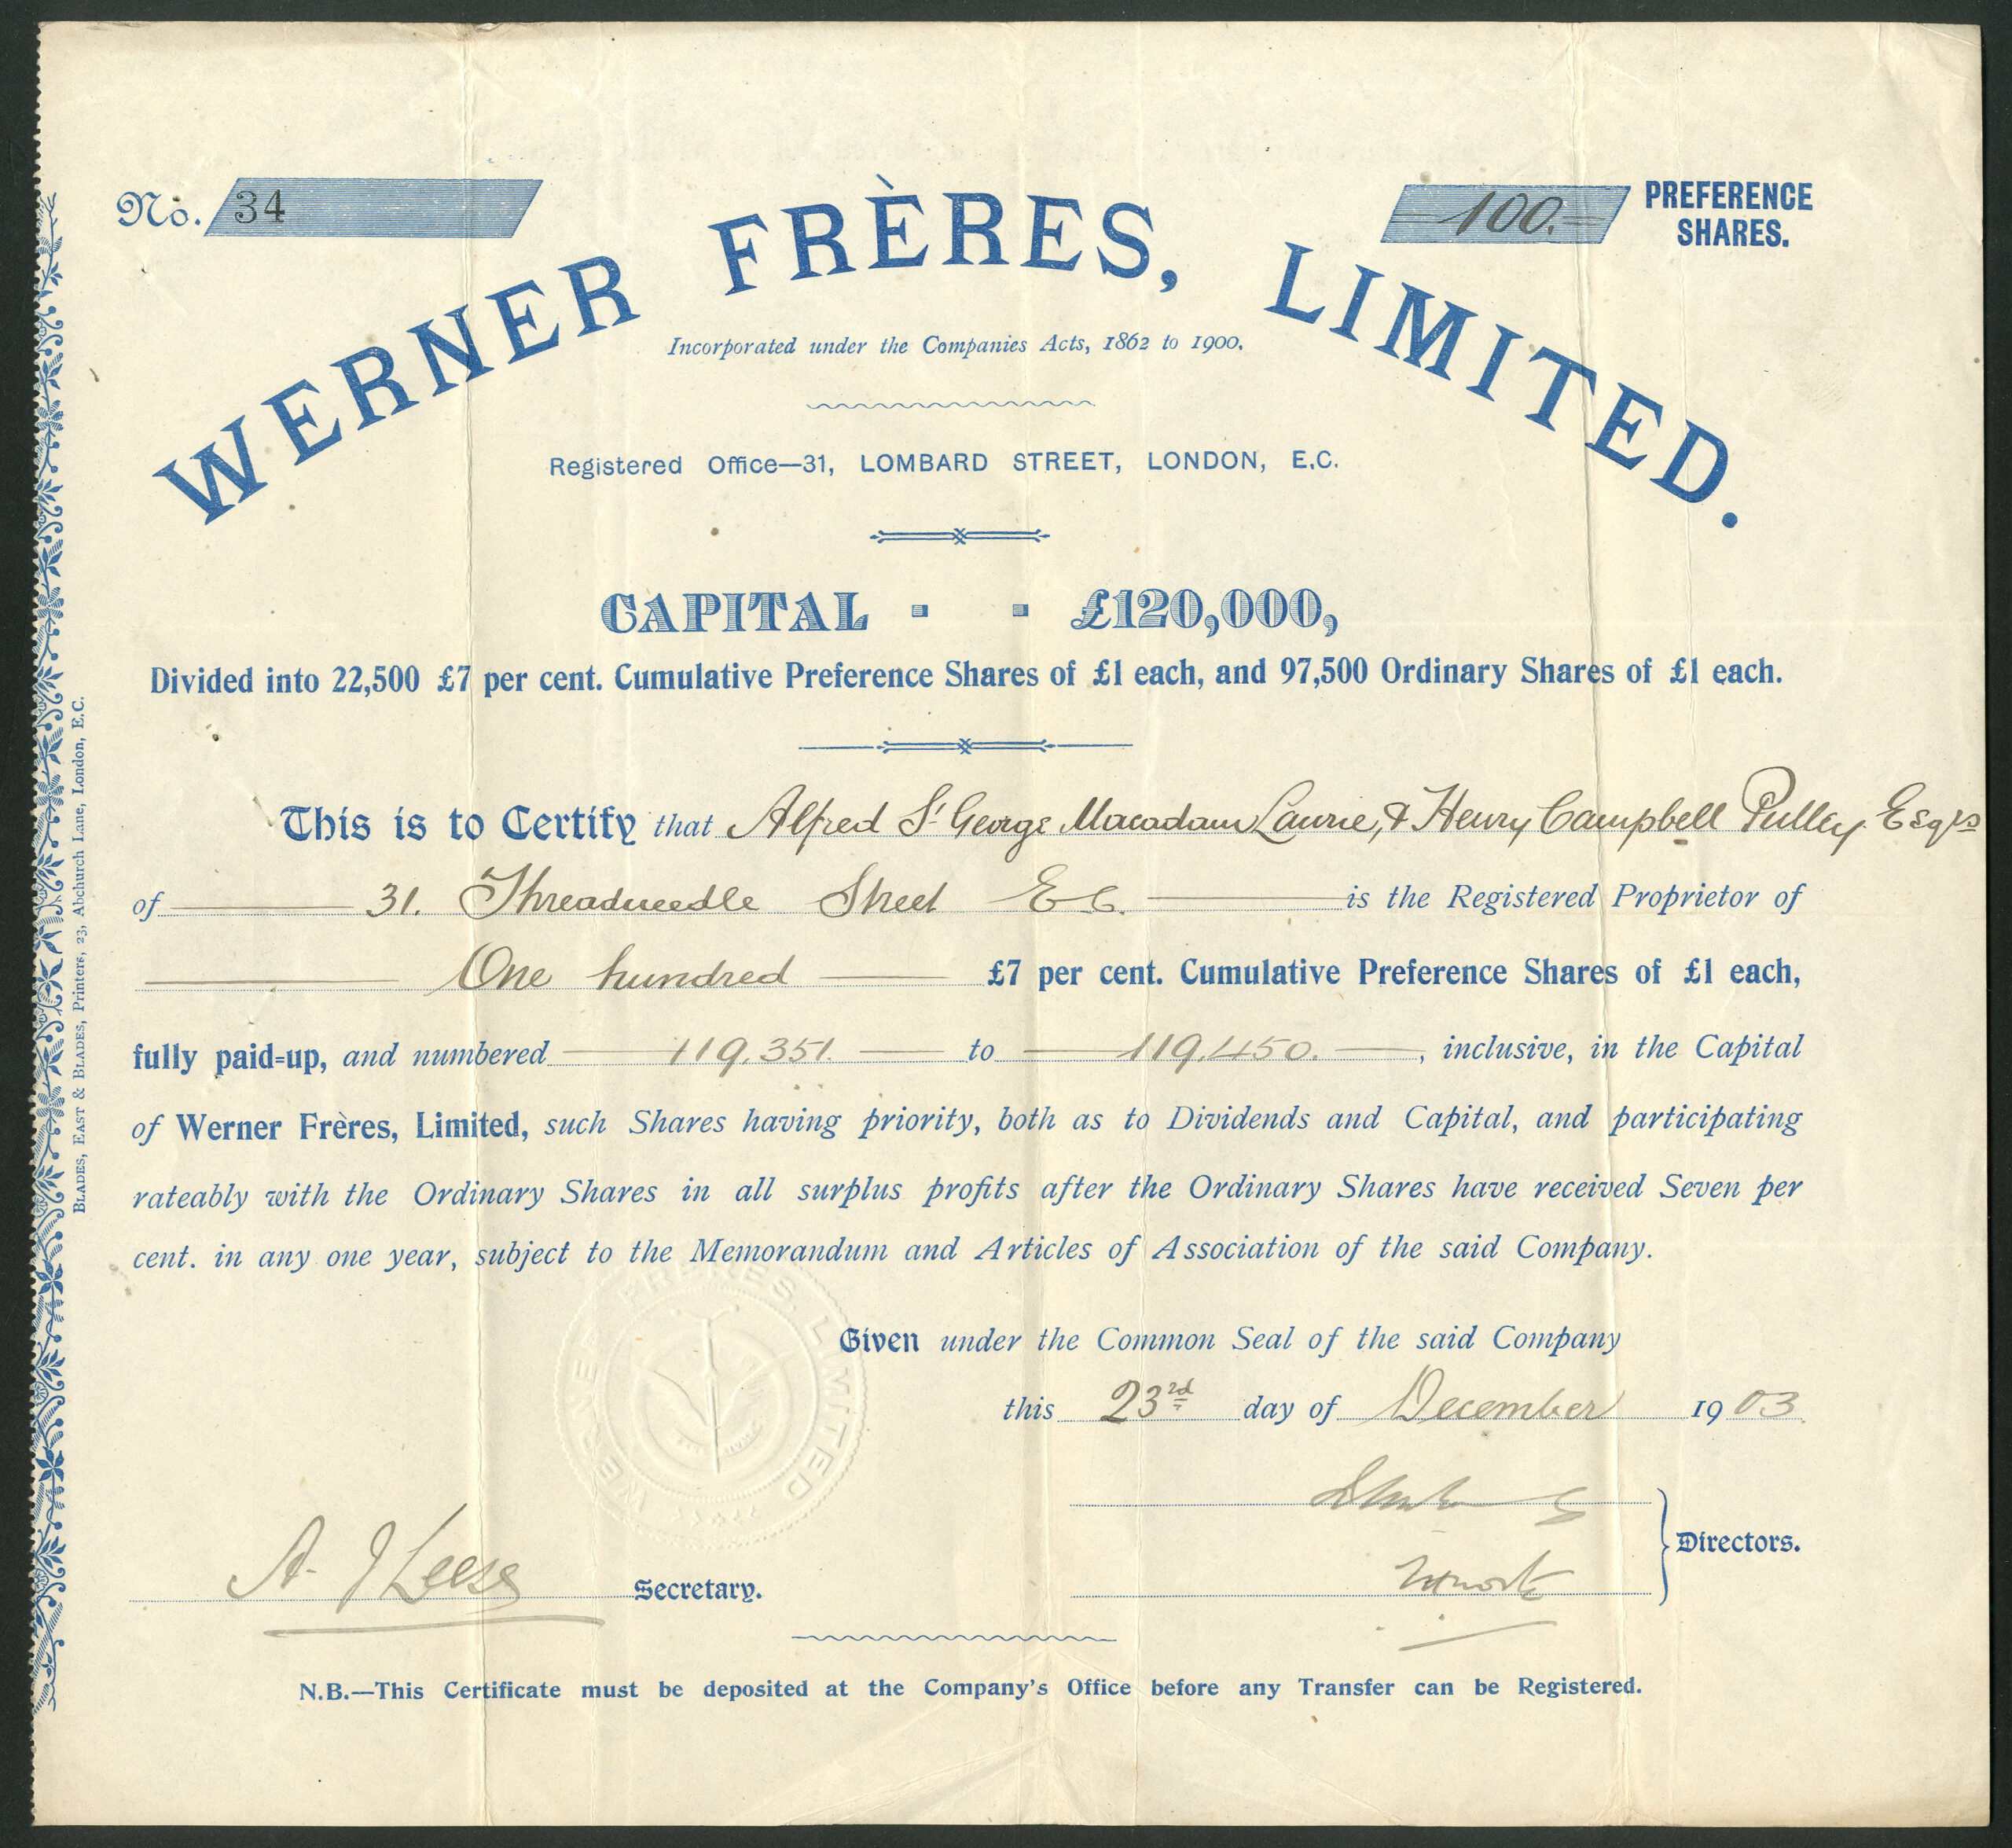 No. 34
100.
PREFERENCE
SHARES.
WERNER FRÈRES, LIMITED.
Incorporated under the Companies Acts, 1862 to 1900.
Registered Office—31, LOMBARD STREET, LONDON, E.C.
CAPITAL - - £120,000,
Divided into 22,500 £7 per cent. Cumulative Preference Shares of £1 each, and 97,500 Ordinary Shares of £1 each.
This is to Certify that Alfred St George Macadam Laurie, & Henry Campbell Pulley Esqrs
of 31. Threadneedle Street E.C. is the Registered Proprietor of
One hundred £7 per cent. Cumulative Preference Shares of £1 each,
fully paid=up, and numbered 119,351. to 119,450. , inclusive, in the Capital
of Werner Frères, Limited, such Shares having priority, both as to Dividends and Capital, and participating
rateably with the Ordinary Shares in all surplus profits after the Ordinary Shares have received Seven per
cent. in any one year, subject to the Memorandum and Articles of Association of the said Company.
WERNER FRERES, LIMITED
Given under the Common Seal of the said Company
this 23rd day of December 1903
Directors.
A. J Leese Secretary.
N.B.—This Certificate must be deposited at the Company's Office before any Transfer can be Registered.
BLADES, EAST & BLADES, Printers, 23, Abchurch Lane, London, E.C.